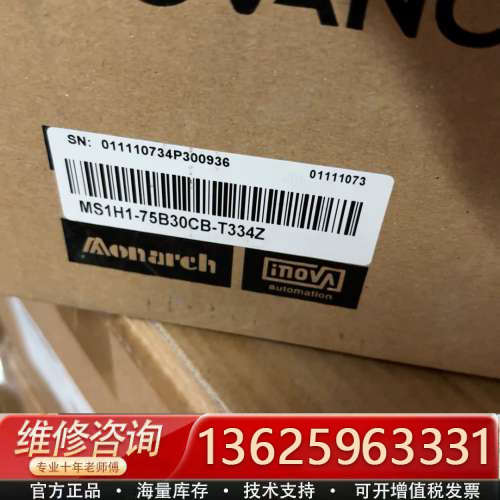 OVANC
SN: 011110734P300936
01111073
MS1H1-75B30CB-T334Z
Monarch
inovA
automation
维修咨询
专业十年老师傅
13625963331
官方正品 · 海量库存 · 技术支持 · 可开增值税发票